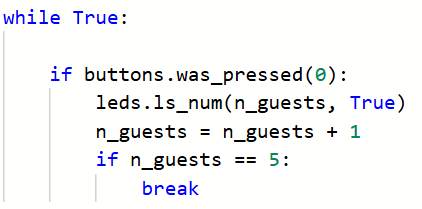 while True:
if buttons.was_pressed(0):
leds.ls_num(n_guests, True)
n_guests = n_guests + 1
if n_guests == 5:
break